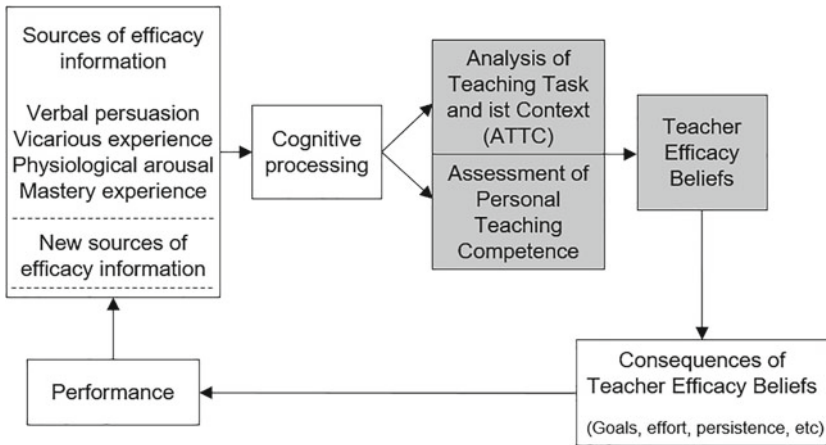 Sources of efficacy
information
Verbal persuasion
Vicarious experience
Physiological arousal
Mastery experience
New sources of
efficacy information
Cognitive
processing
Analysis of
Teaching Task
and ist Context
(ATTC)
Assessment of
Personal
Teaching
Competence
Teacher
Efficacy
Beliefs
Consequences of
Teacher Efficacy Beliefs
(Goals, effort, persistence, etc)
Performance